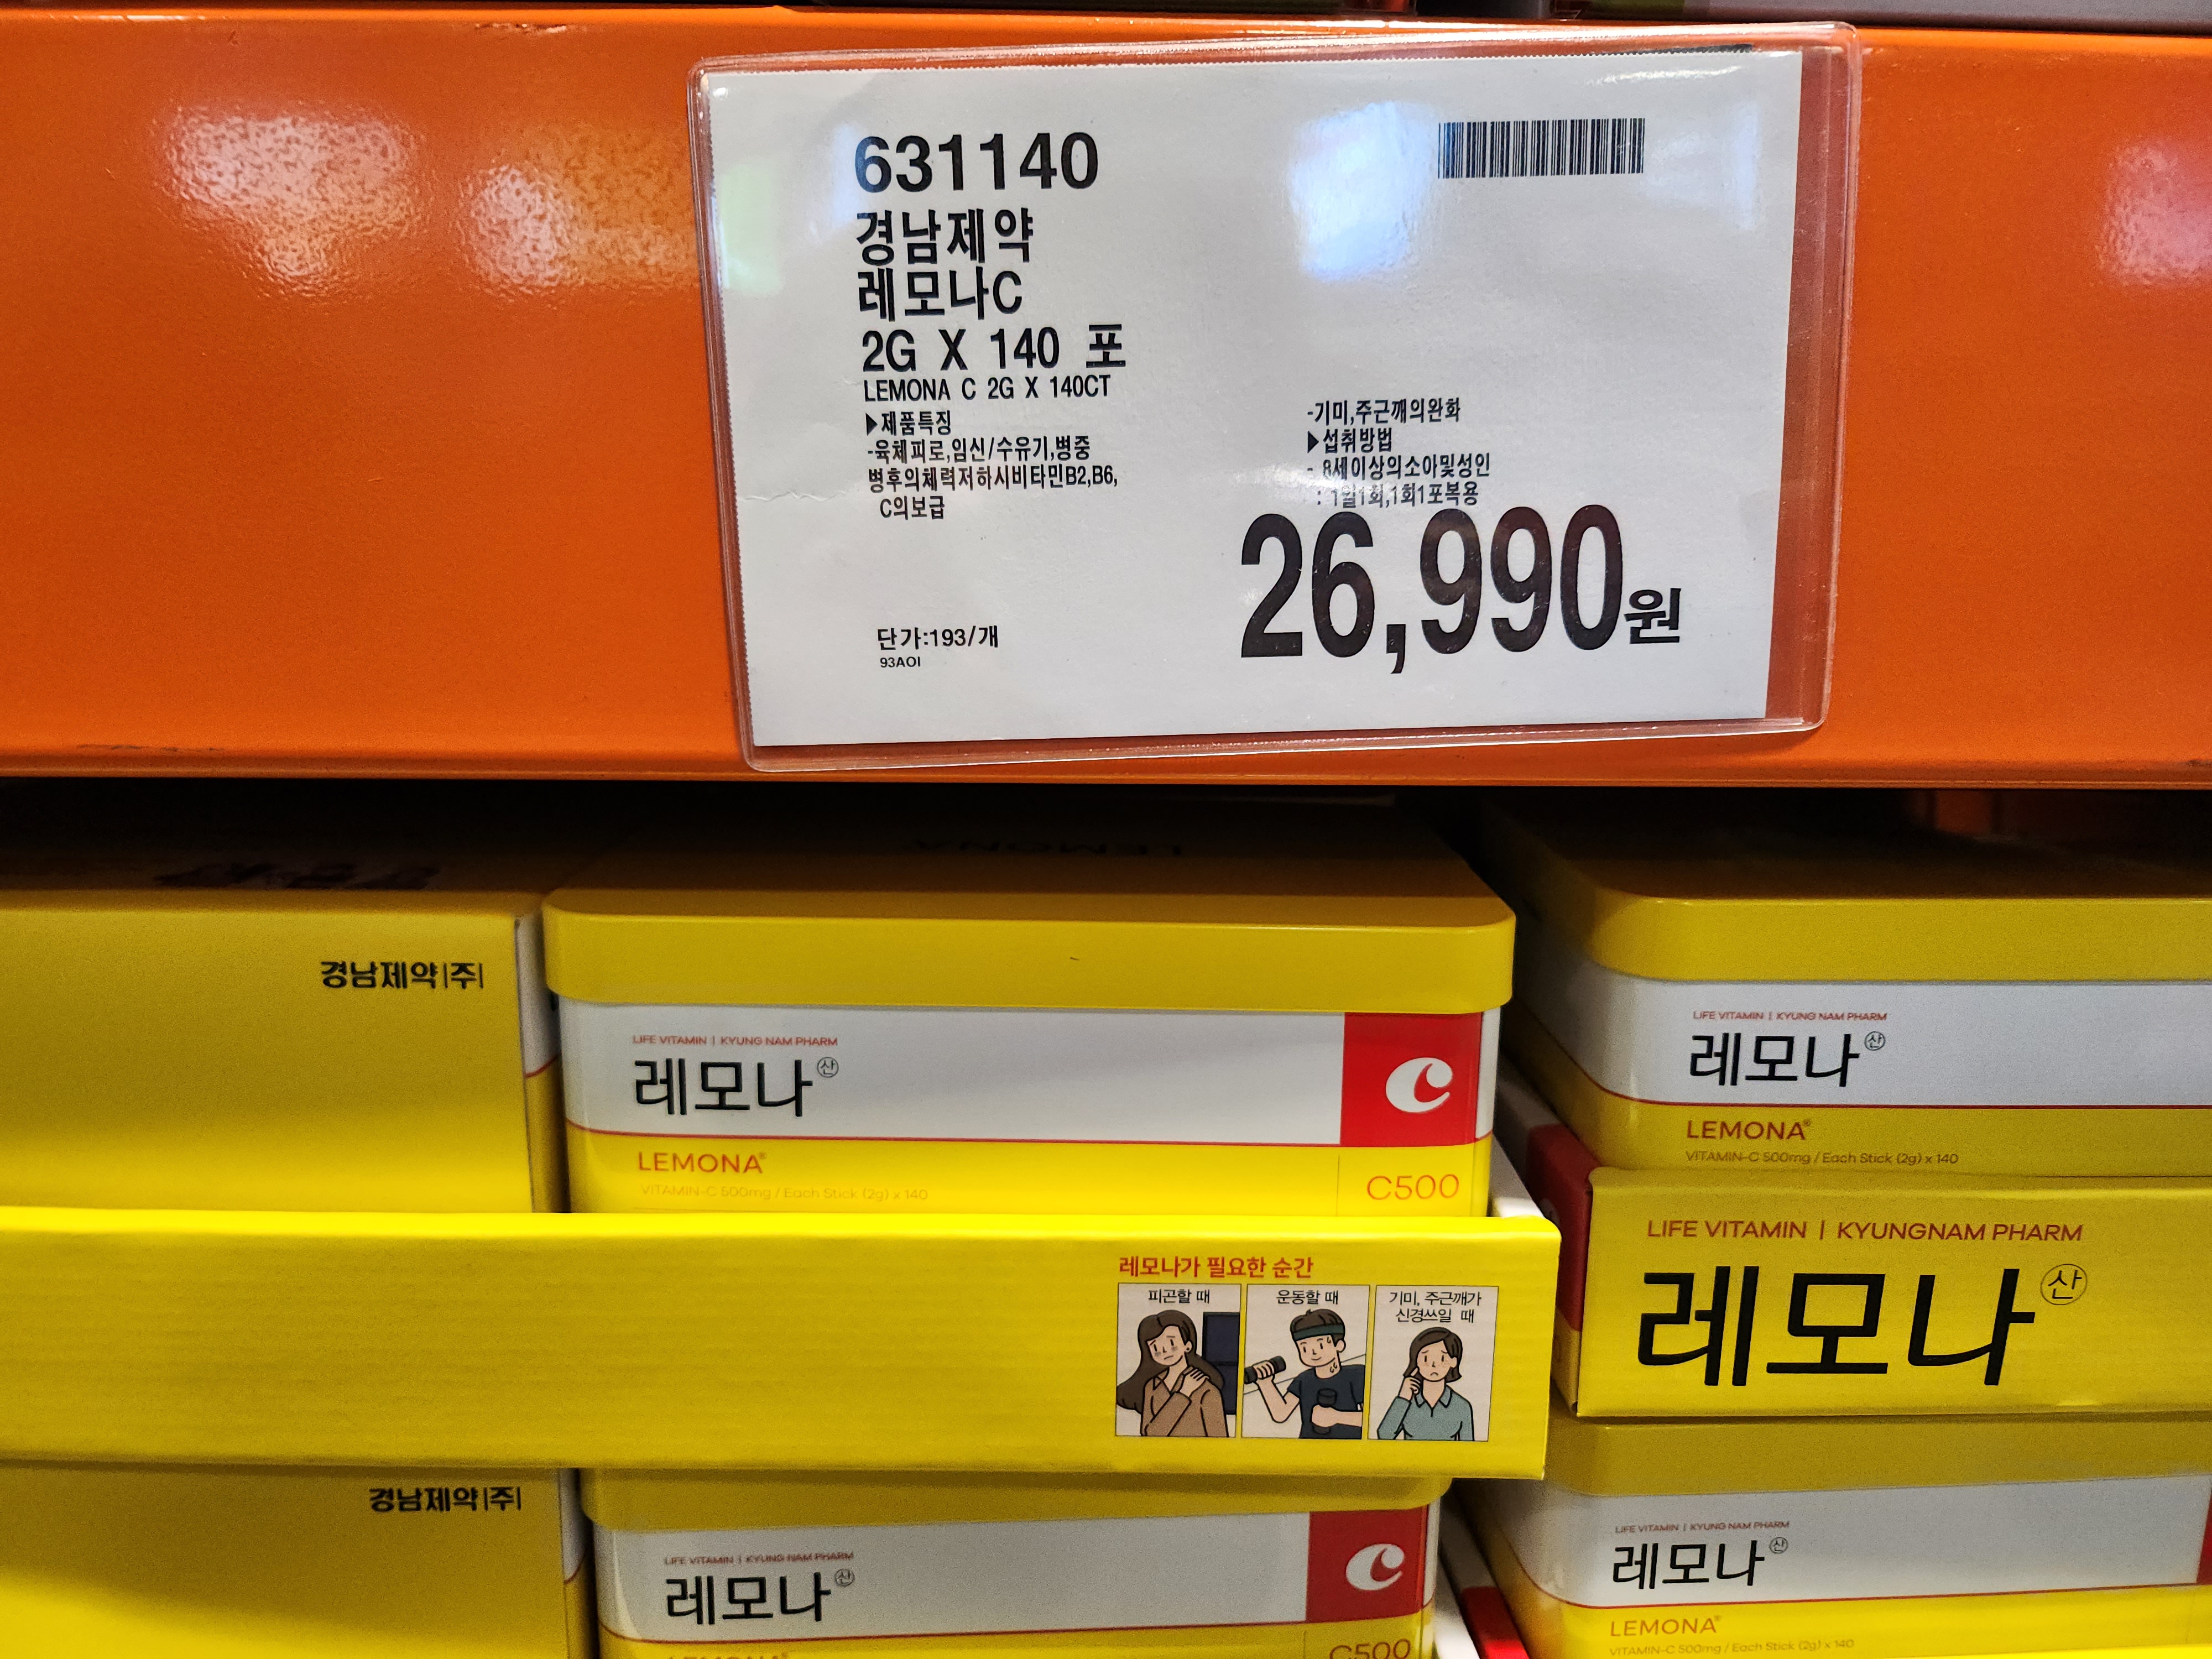 631140
경남제약
레모나C
2G X 140 포
LEMONA C 2G X 140CT
▶제품특징
-육체피로,임신/수유기,병중
병후의체력저하시비타민B2,B6,
C의보급
-기미,주근깨의완화
▶섭취방법
- 8세이상의소아및성인
: 1일1회,1회1포복용
26,990원
단가:193/개
93AOI
LEMONA
경남제약|주|
LIFE VITAMIN | KYUNG NAM PHARM
레모나 산
C
LEMONA®
VITAMIN-C 500mg / Each Stick (2g) x 140
C500
LIFE VITAMIN | KYUNG NAM PHARM
레모나 산
LEMONA®
VITAMIN-C 500mg / Each Stick (2g) x 140
레모나가 필요한 순간
피곤할 때
운동할 때
기미, 주근깨가
신경쓰일 때
LIFE VITAMIN | KYUNGNAM PHARM
레모나 산
경남제약|주|
LIFE VITAMIN | KYUNG NAM PHARM
레모나 산
C
C500
LEMONA®
LIFE VITAMIN | KYUNG NAM PHARM
레모나 산
LEMONA®
VITAMIN-C 500mg / Each Stick (2g) x 140